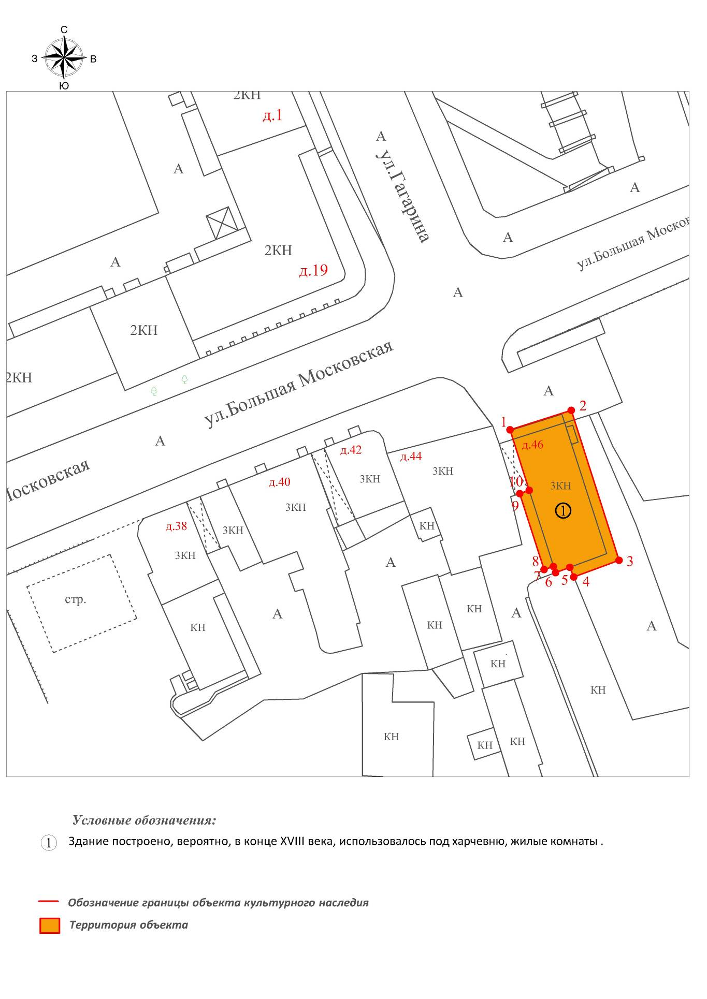 С
З
В
Ю
2КН
д.1
А
ул.Гагарина
А
А
2КН
д.19
А
А
ул.Большая Москов
А
2КН
2КН
ул.Большая Московская
А
А
Московская
1
2
д.46
д.42
д.44
3КН
3КН
д.40
10
3КН
3КН
9
1
д.38
3КН
КН
3КН
А
8
7
6
5
4
3
стр.
КН
А
А
КН
КН
А
КН
КН
КН
КН
КН
КН
Условные обозначения:
1 Здание построено, вероятно, в конце XVIII века, использовалось под харчевню, жилые комнаты .
Обозначение границы объекта культурного наследия
Территория объекта